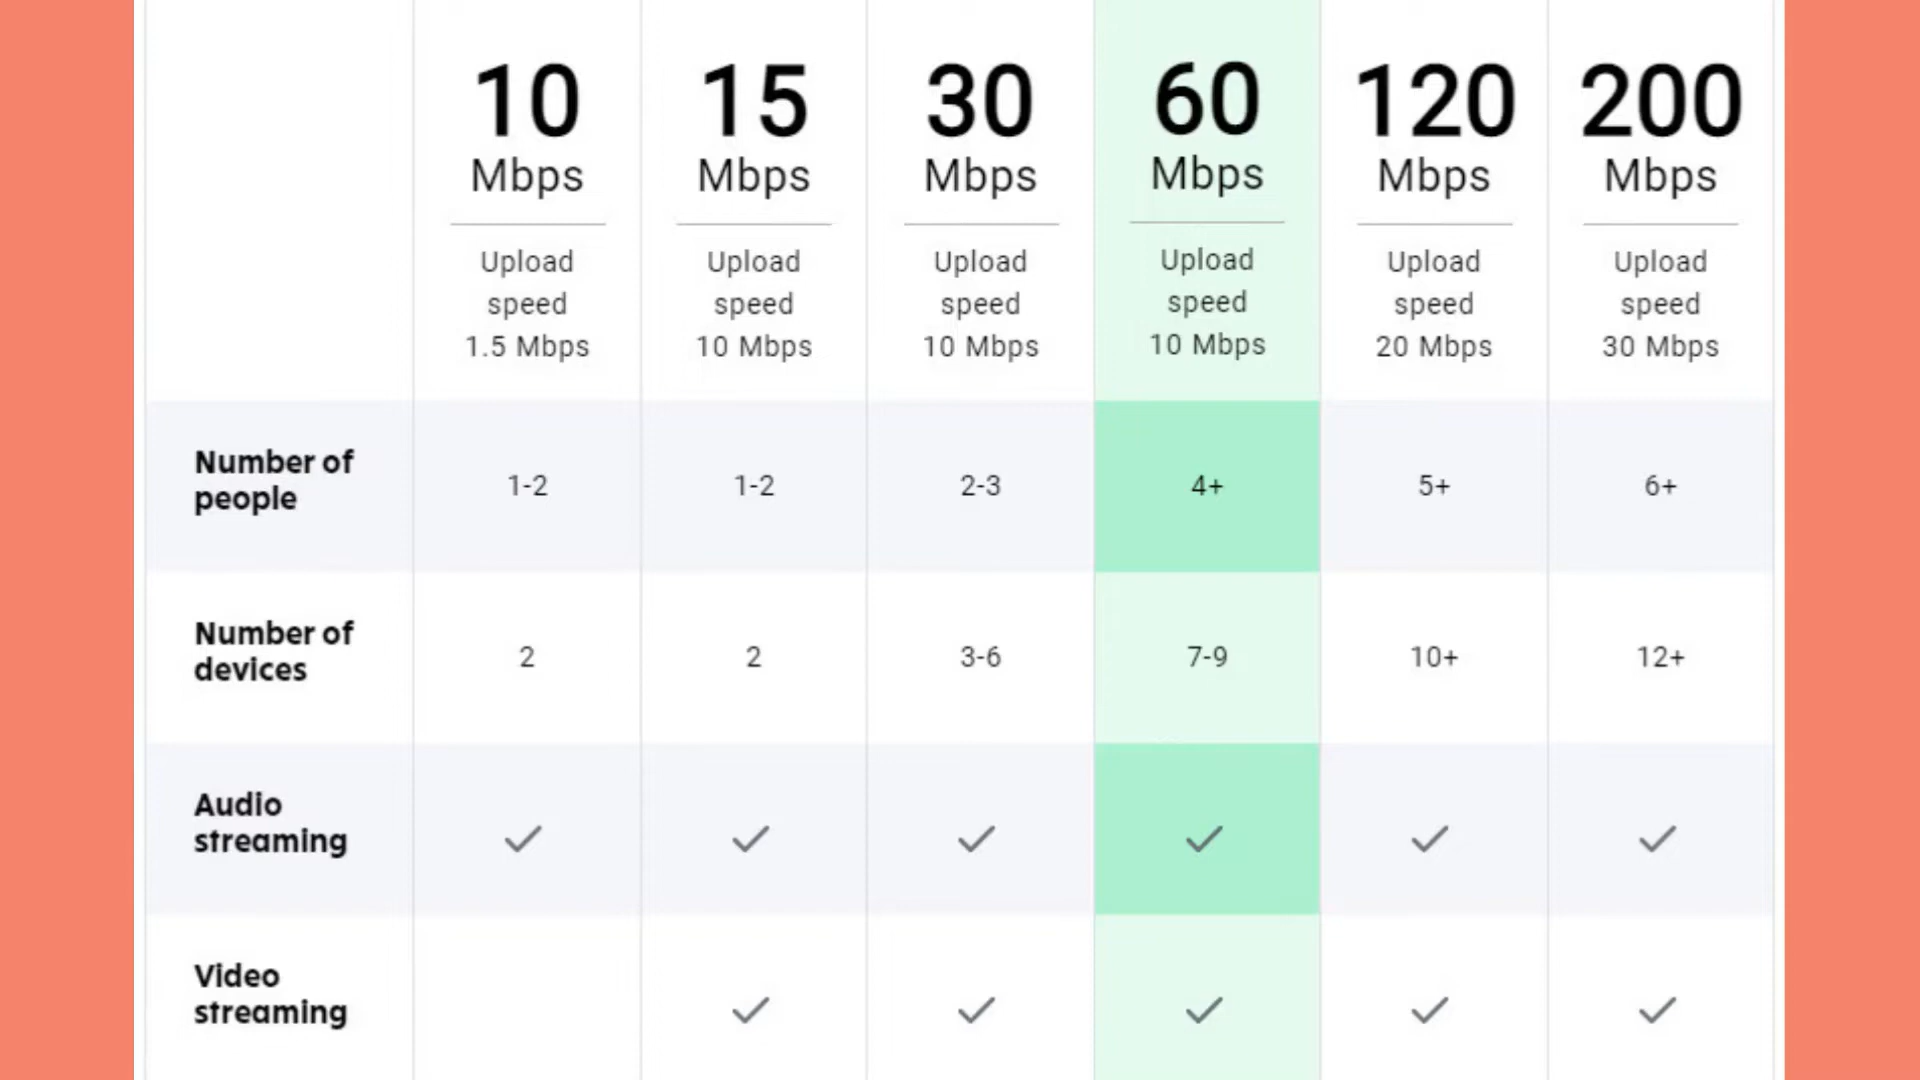 10 15 30 60 120 200
Mbps Mbps Mbps Mbps Mbps Mbps
Upload Upload Upload Upload Upload Upload
speed speed speed speed speed speed
1.5 Mbps 10 Mbps 10 Mbps 10 Mbps 20 Mbps 30 Mbps
Number of
people 1-2 1-2 2-3 4+ 5+ 6+
Number of
devices 2 2 3-6 7-9 10+ 12+
Audio
streaming
Video
streaming